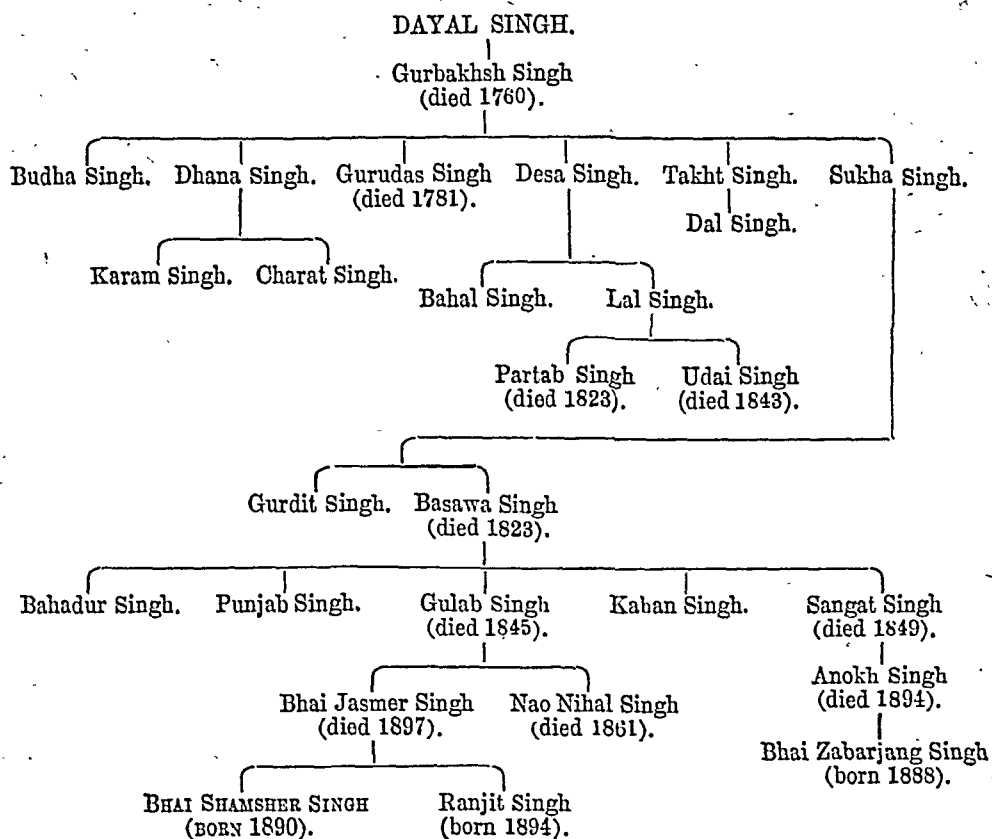 DAYAL SINGH.
Gurbakhsh Singh
(died 1760).
Budha Singh. Dhana Singh. Gurudas Singh Desa Singh. Takht Singh. Sukha Singh.
(died 1781).
Dal Singh.
Karam Singh. Charat Singh.
Bahal Singh. Lal Singh.
Partab Singh Udai Singh
(died 1823). (died 1843).
Gurdit Singh. Basawa Singh
(died 1823).
Bahadur Singh. Punjab Singh. Gulab Singh Kahan Singh. Sangat Singh
(died 1845). (died 1849).
Anokh Singh
(died 1894).
Bhai Jasmer Singh Nao Nihal Singh
(died 1897). (died 1861).
Bhai Zabarjang Singh
(born 1888).
BHAI SHAMSHER SINGH Ranjit Singh
(BORN 1890). (born 1894).